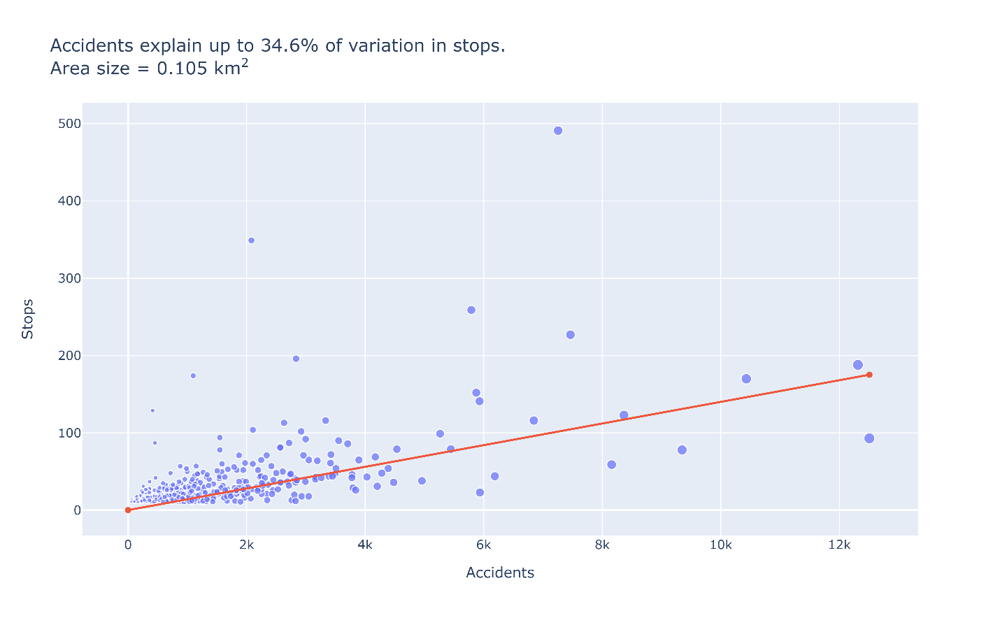 Accidents explain up to 34.6% of variation in stops.
Area size = 0.105 km²
500
400
300
200
100
0
Stops
0 2k 4k 6k 8k 10k 12k
Accidents